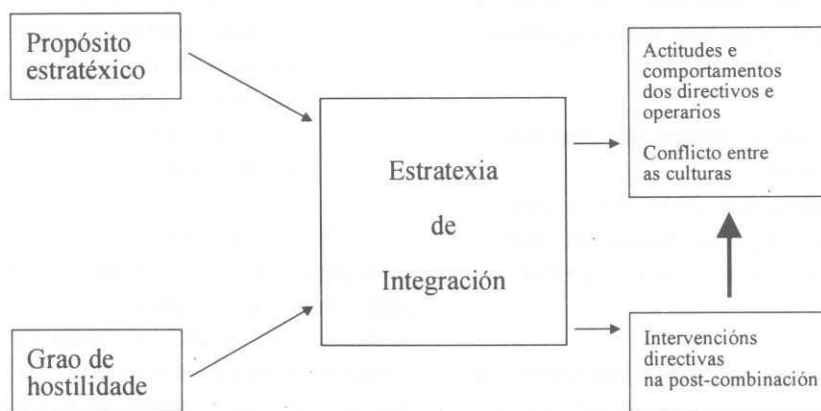 Propósito
estratéxico
Actitudes e
comportamentos
dos directivos e
operarios
Conflicto entre
as culturas
Estratexia
de
Integración
Grao de
hostilidade
Intervencións
directivas
na post-combinación